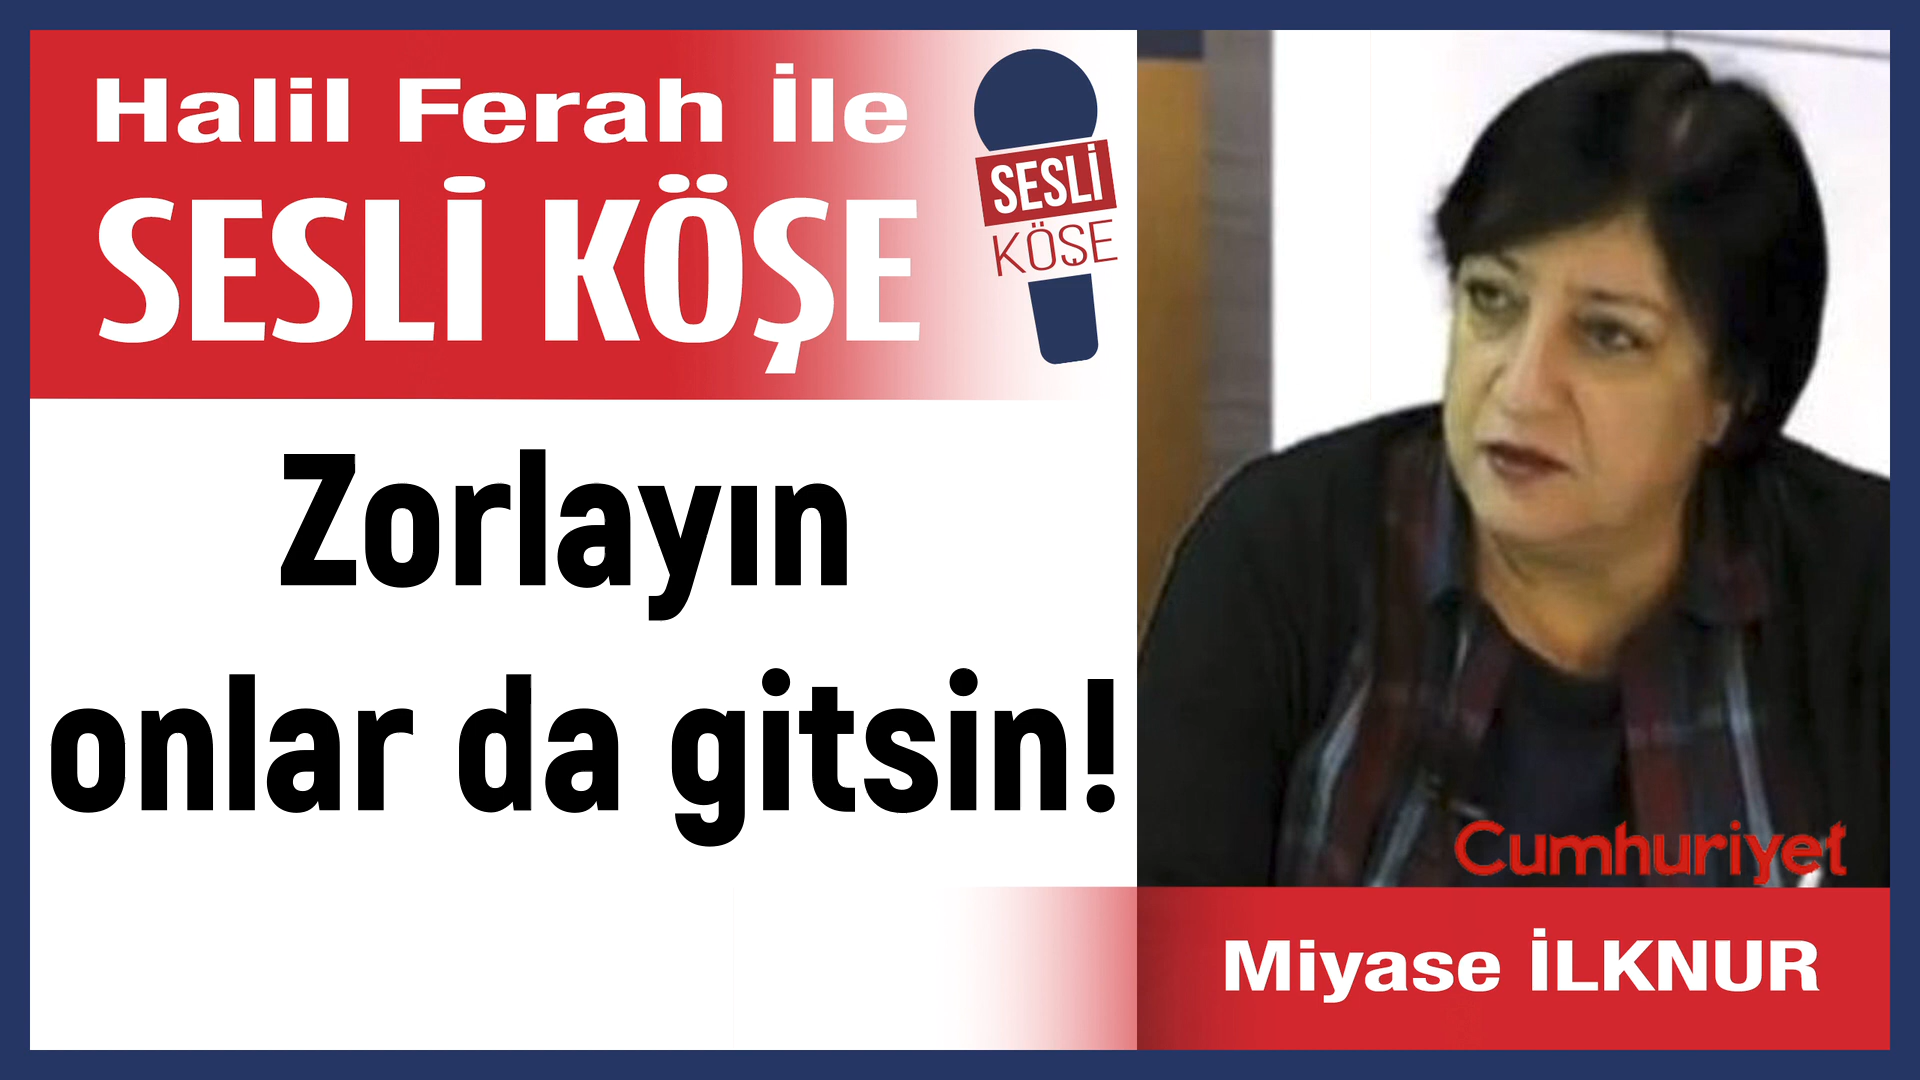 Halil Ferah İle
SESLİ KÖŞE
SESLİ
KÖŞE
Zorlayın
onlar da gitsin!
Cumhuriyet
Miyase İLKNUR